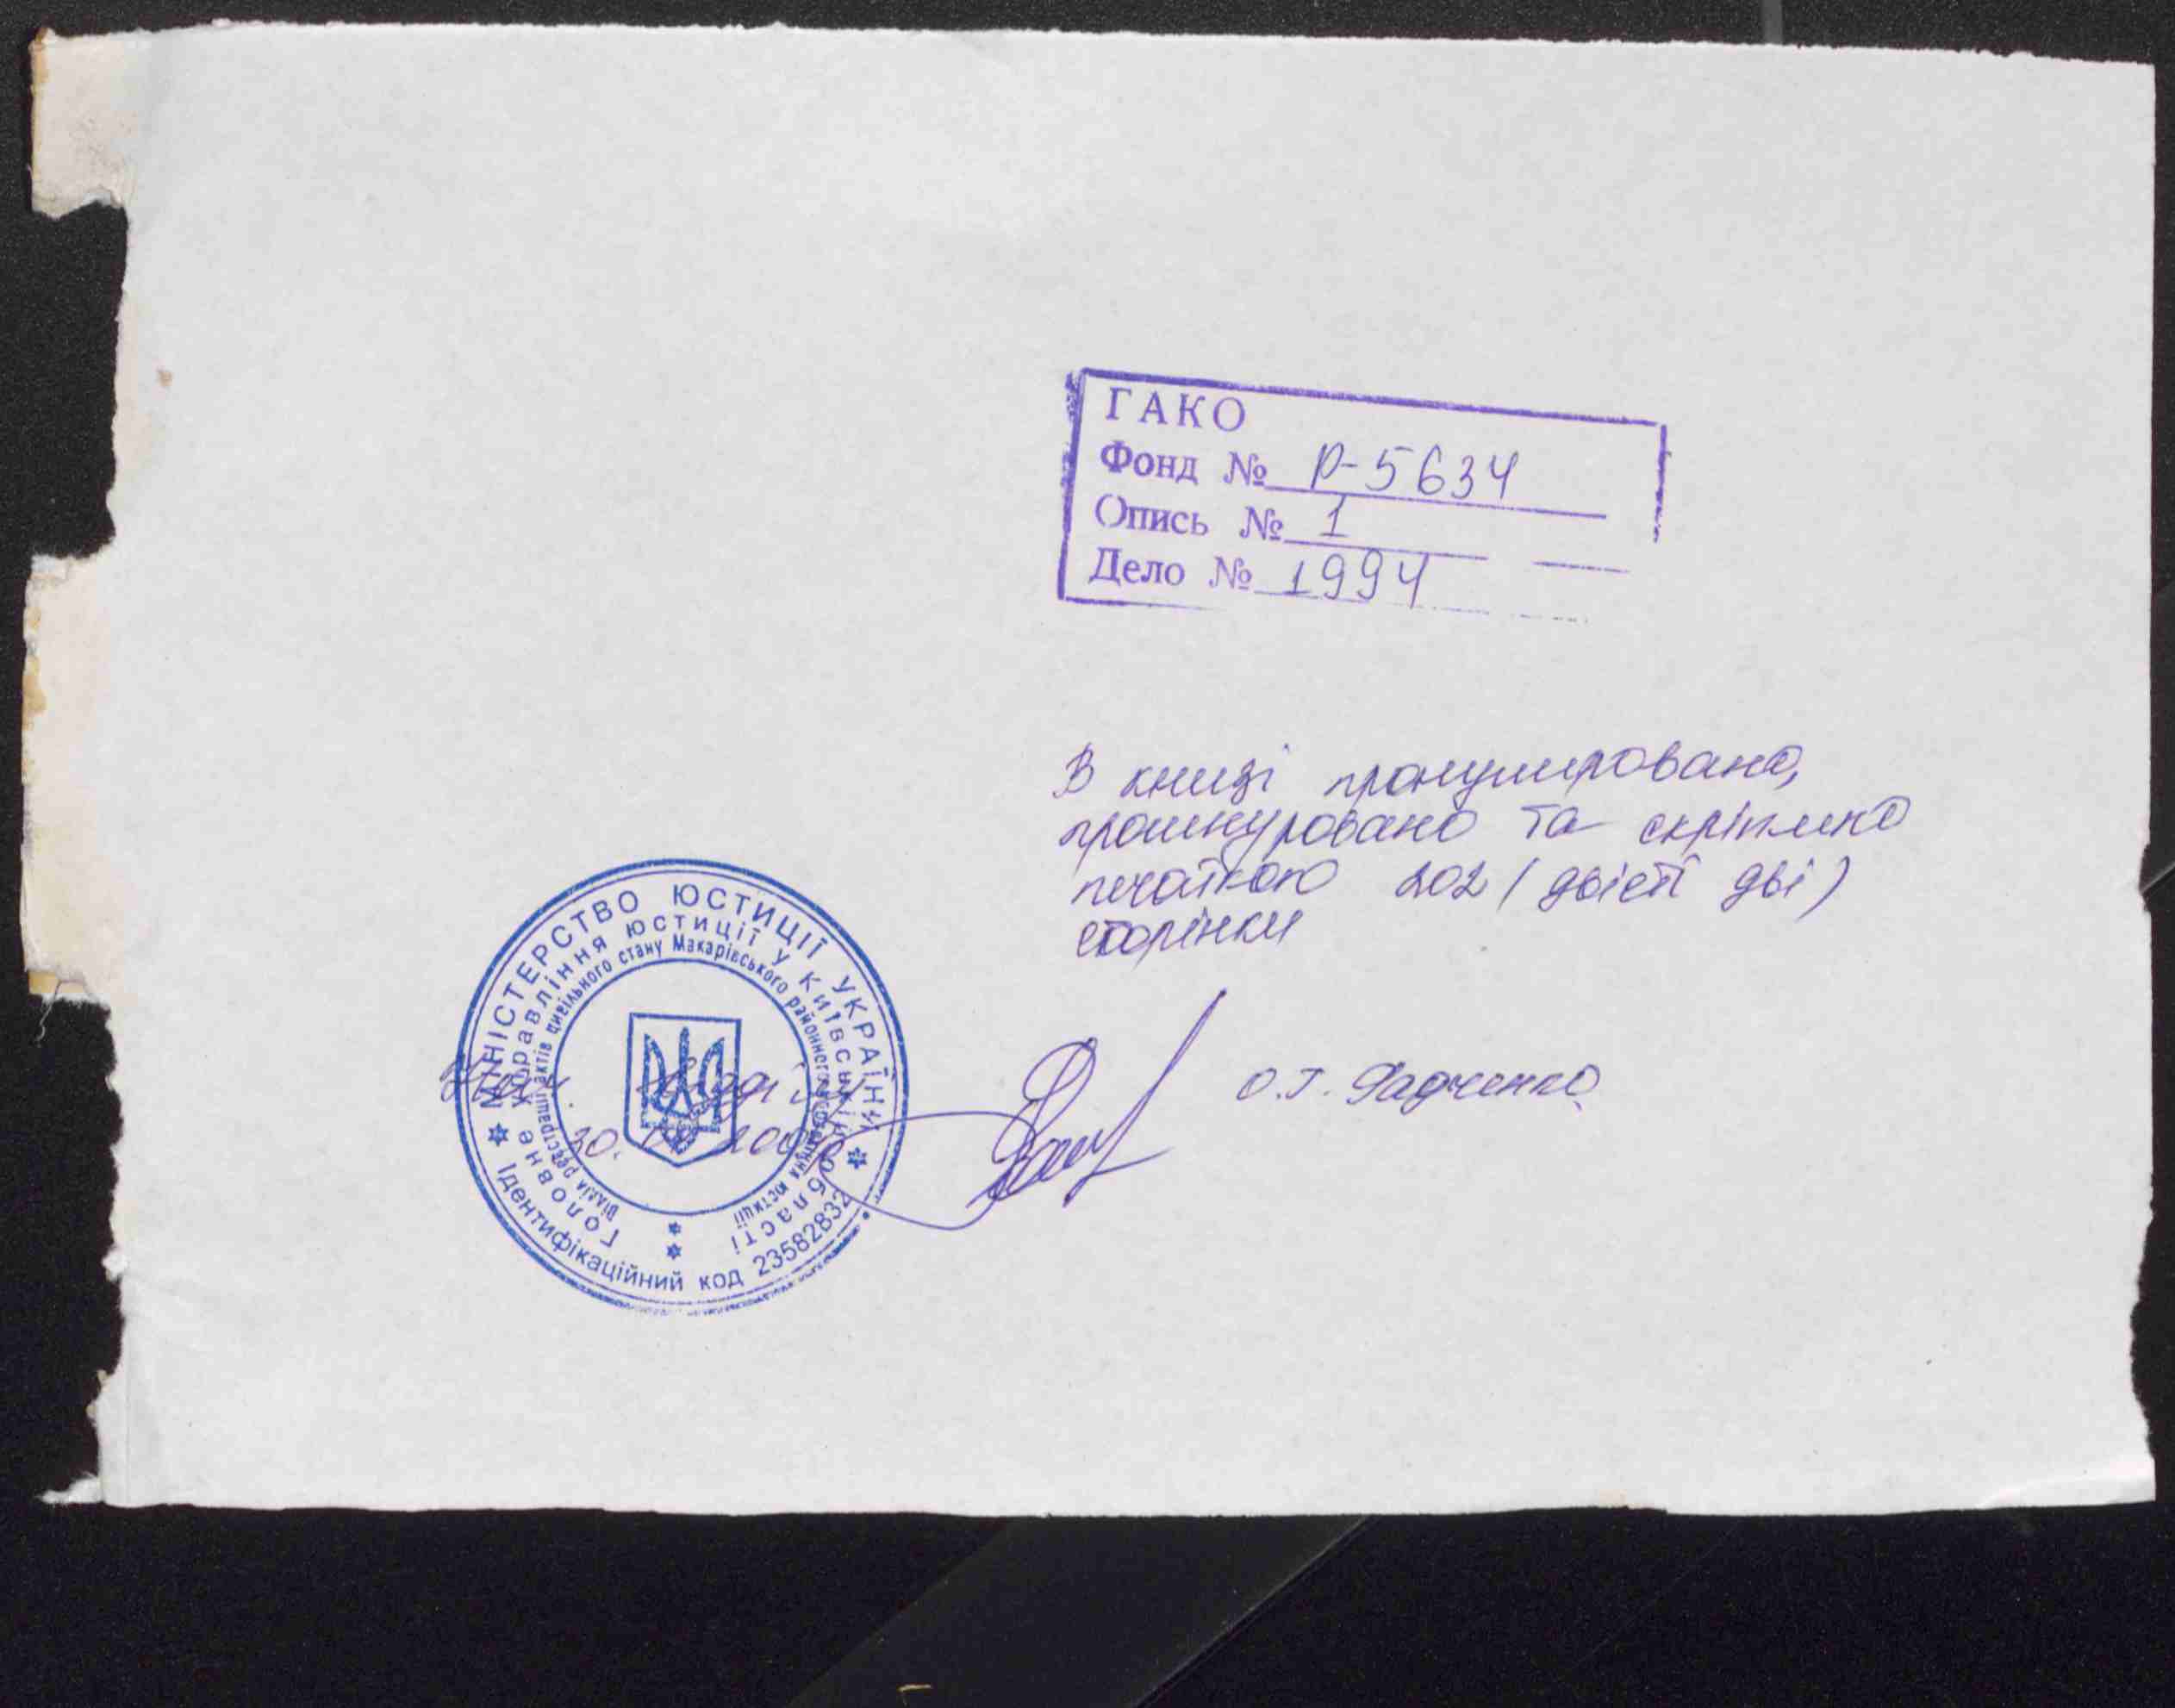 ГАКО
Фонд № Р-5634
Опись № 1
Дело № 1994
В книзі пронумеровано,
прошнуровано та скріплено
печаткою 202 (двісті дві)
сторінки
О.Г. Радченко
МІНІСТЕРСТВО ЮСТИЦІЇ УКРАЇНИ
Ідентифікаційний код 23582832
Головне управління юстиції у Київській області
Відділ реєстрації актів цивільного стану Макарівського районного управління юстиції
30.